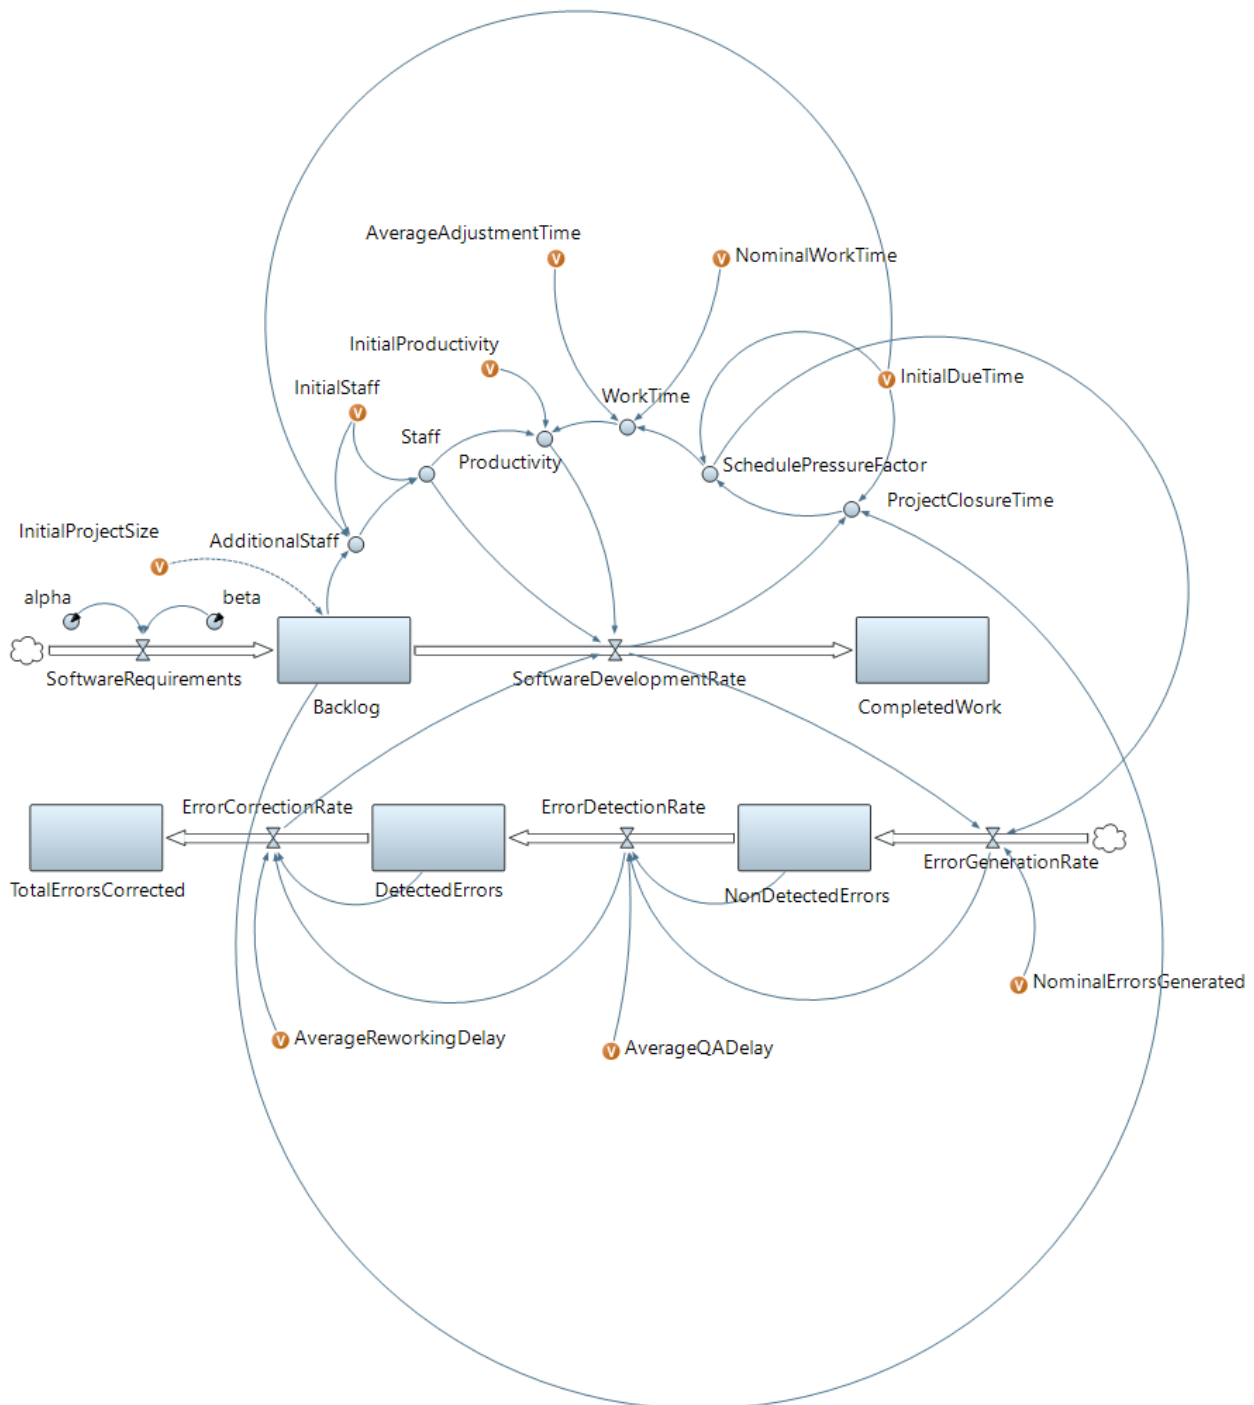 AverageAdjustmentTime
V
V NominalWorkTime
InitialProductivity
V
V InitialDueTime
InitialStaff
V
WorkTime
Staff
Productivity
SchedulePressureFactor
ProjectClosureTime
InitialProjectSize
V
AdditionalStaff
alpha
beta
SoftwareRequirements
SoftwareDevelopmentRate
Backlog
CompletedWork
ErrorCorrectionRate
ErrorDetectionRate
ErrorGenerationRate
TotalErrorsCorrected
DetectedErrors
NonDetectedErrors
V NominalErrorsGenerated
V AverageReworkingDelay
V AverageQADelay